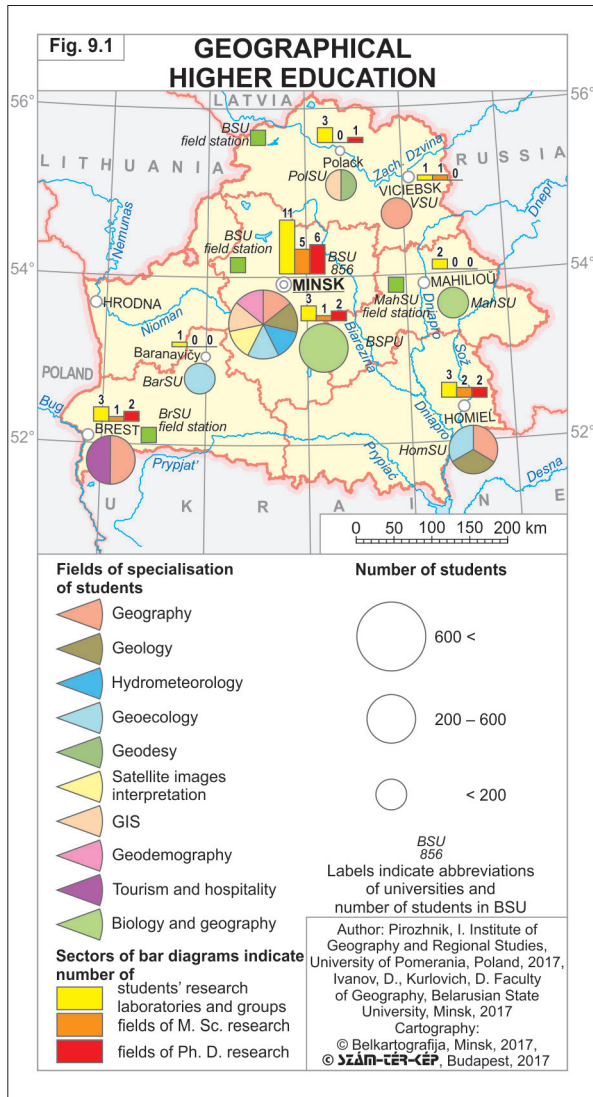 Fig. 9.1
GEOGRAPHICAL
HIGHER EDUCATION
56°
56°
LATVIA
LITHUANIA
RUSSIA
BSU
field station
3 0 1
Polack
PolSU
Zach. Dzvina
1 1 0
VICIEBSK
VSU
Dnepr
Nemunas
BSU
field station
11 5 6
BSU
856
54°
54°
MINSK
2 0 0
MAHILIOŬ
MahSU
MahSU
field station
HRODNA
Nioman
3 1 2
BSPU
Biarezina
Dniapro
Sož
1 0 0
Baranavičy
BarSU
POLAND
Bug
3 1 2
BREST
BrSU
field station
3 2 2
HOMIEL
HomSU
Dniapro
52°
52°
Prypjat'
Prypiać
Desna
UKRAINE
0 50 100 150 200 km
Fields of specialisation
of students
Geography
Geology
Hydrometeorology
Geoecology
Geodesy
Satellite images
interpretation
GIS
Geodemography
Tourism and hospitality
Biology and geography
Sectors of bar diagrams indicate
number of
students' research
laboratories and groups
fields of M. Sc. research
fields of Ph. D. research
Number of students
600 <
200 – 600
< 200
BSU
856
Labels indicate abbreviations
of universities and
number of students in BSU
Author: Pirozhnik, I. Institute of
Geography and Regional Studies,
University of Pomerania, Poland, 2017,
Ivanov, D., Kurlovich, D. Faculty
of Geography, Belarusian State
University, Minsk, 2017
Cartography:
© Belkartografija, Minsk, 2017,
© SZÁM-TÉR-KÉP, Budapest, 2017